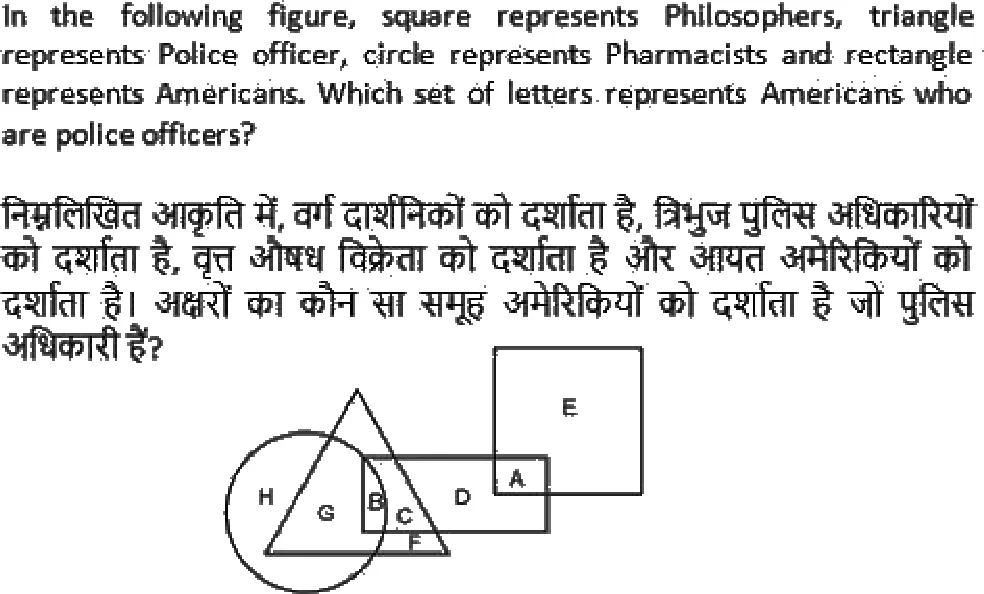 In the following figure, square represents Philosophers, triangle
represents Police officer, circle represents Pharmacists and rectangle
represents Americans. Which set of letters represents Americans who
are police officers?
निम्नलिखित आकृति में, वर्ग दार्शनिकों को दर्शाता है, त्रिभुज पुलिस अधिकारियों
को दर्शाता है, वृत्त औषध विक्रेता को दर्शाता है और आयत अमेरिकियों को
दर्शाता है। अक्षरों का कौन सा समूह अमेरिकियों को दर्शाता है जो पुलिस
अधिकारी हैं?
E
A
H
G
B
C
D
F